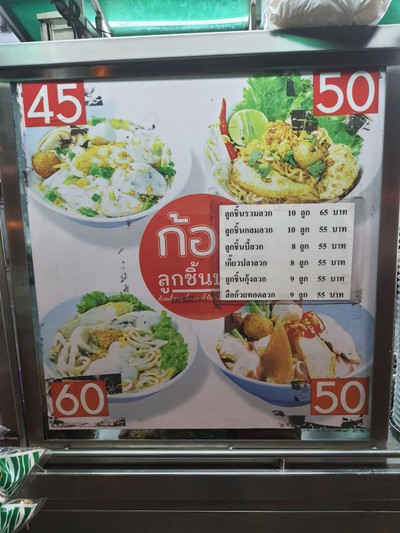 45
50
ก้อ
ลูกชิ้น
ลูกชิ้นรวมลวก 10 ลูก 65 บาท
ลูกชิ้นกลมลวก 10 ลูก 55 บาท
ลูกชิ้นปี้ลวก 8 ลูก 55 บาท
เกี๊ยวปลาลวก 8 ลูก 55 บาท
ลูกชิ้นกุ้งลวก 9 ลูก 55 บาท
ฮือก้วยทอดลวก 9 ลูก 55 บาท
60
50